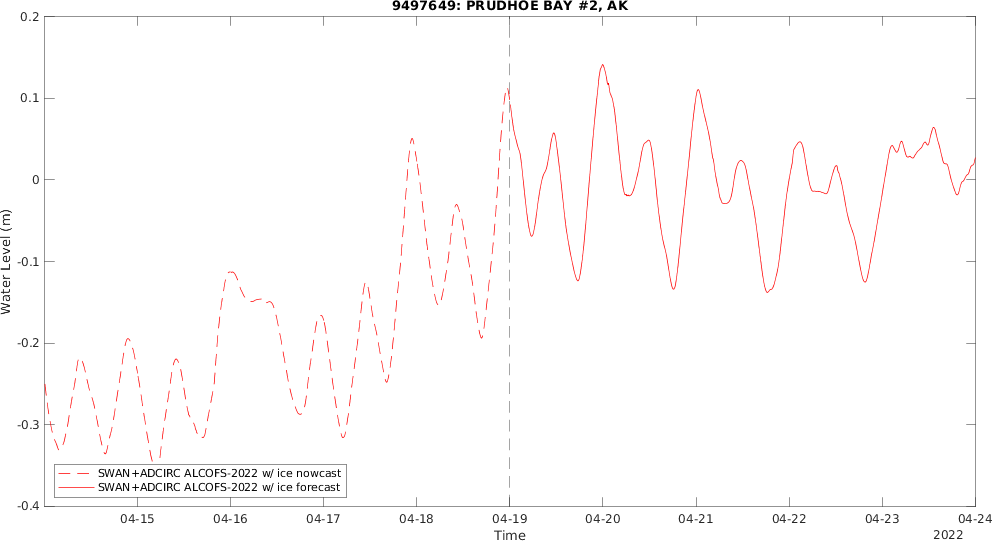 9497649: PRUDHOE BAY #2, AK
0.2
0.1
0
-0.1
-0.2
-0.3
-0.4
Water Level (m)
SWAN+ADCIRC ALCOFS-2022 w/ ice nowcast
SWAN+ADCIRC ALCOFS-2022 w/ ice forecast
04-15 04-16 04-17 04-18 04-19 04-20 04-21 04-22 04-23 04-24
Time
2022